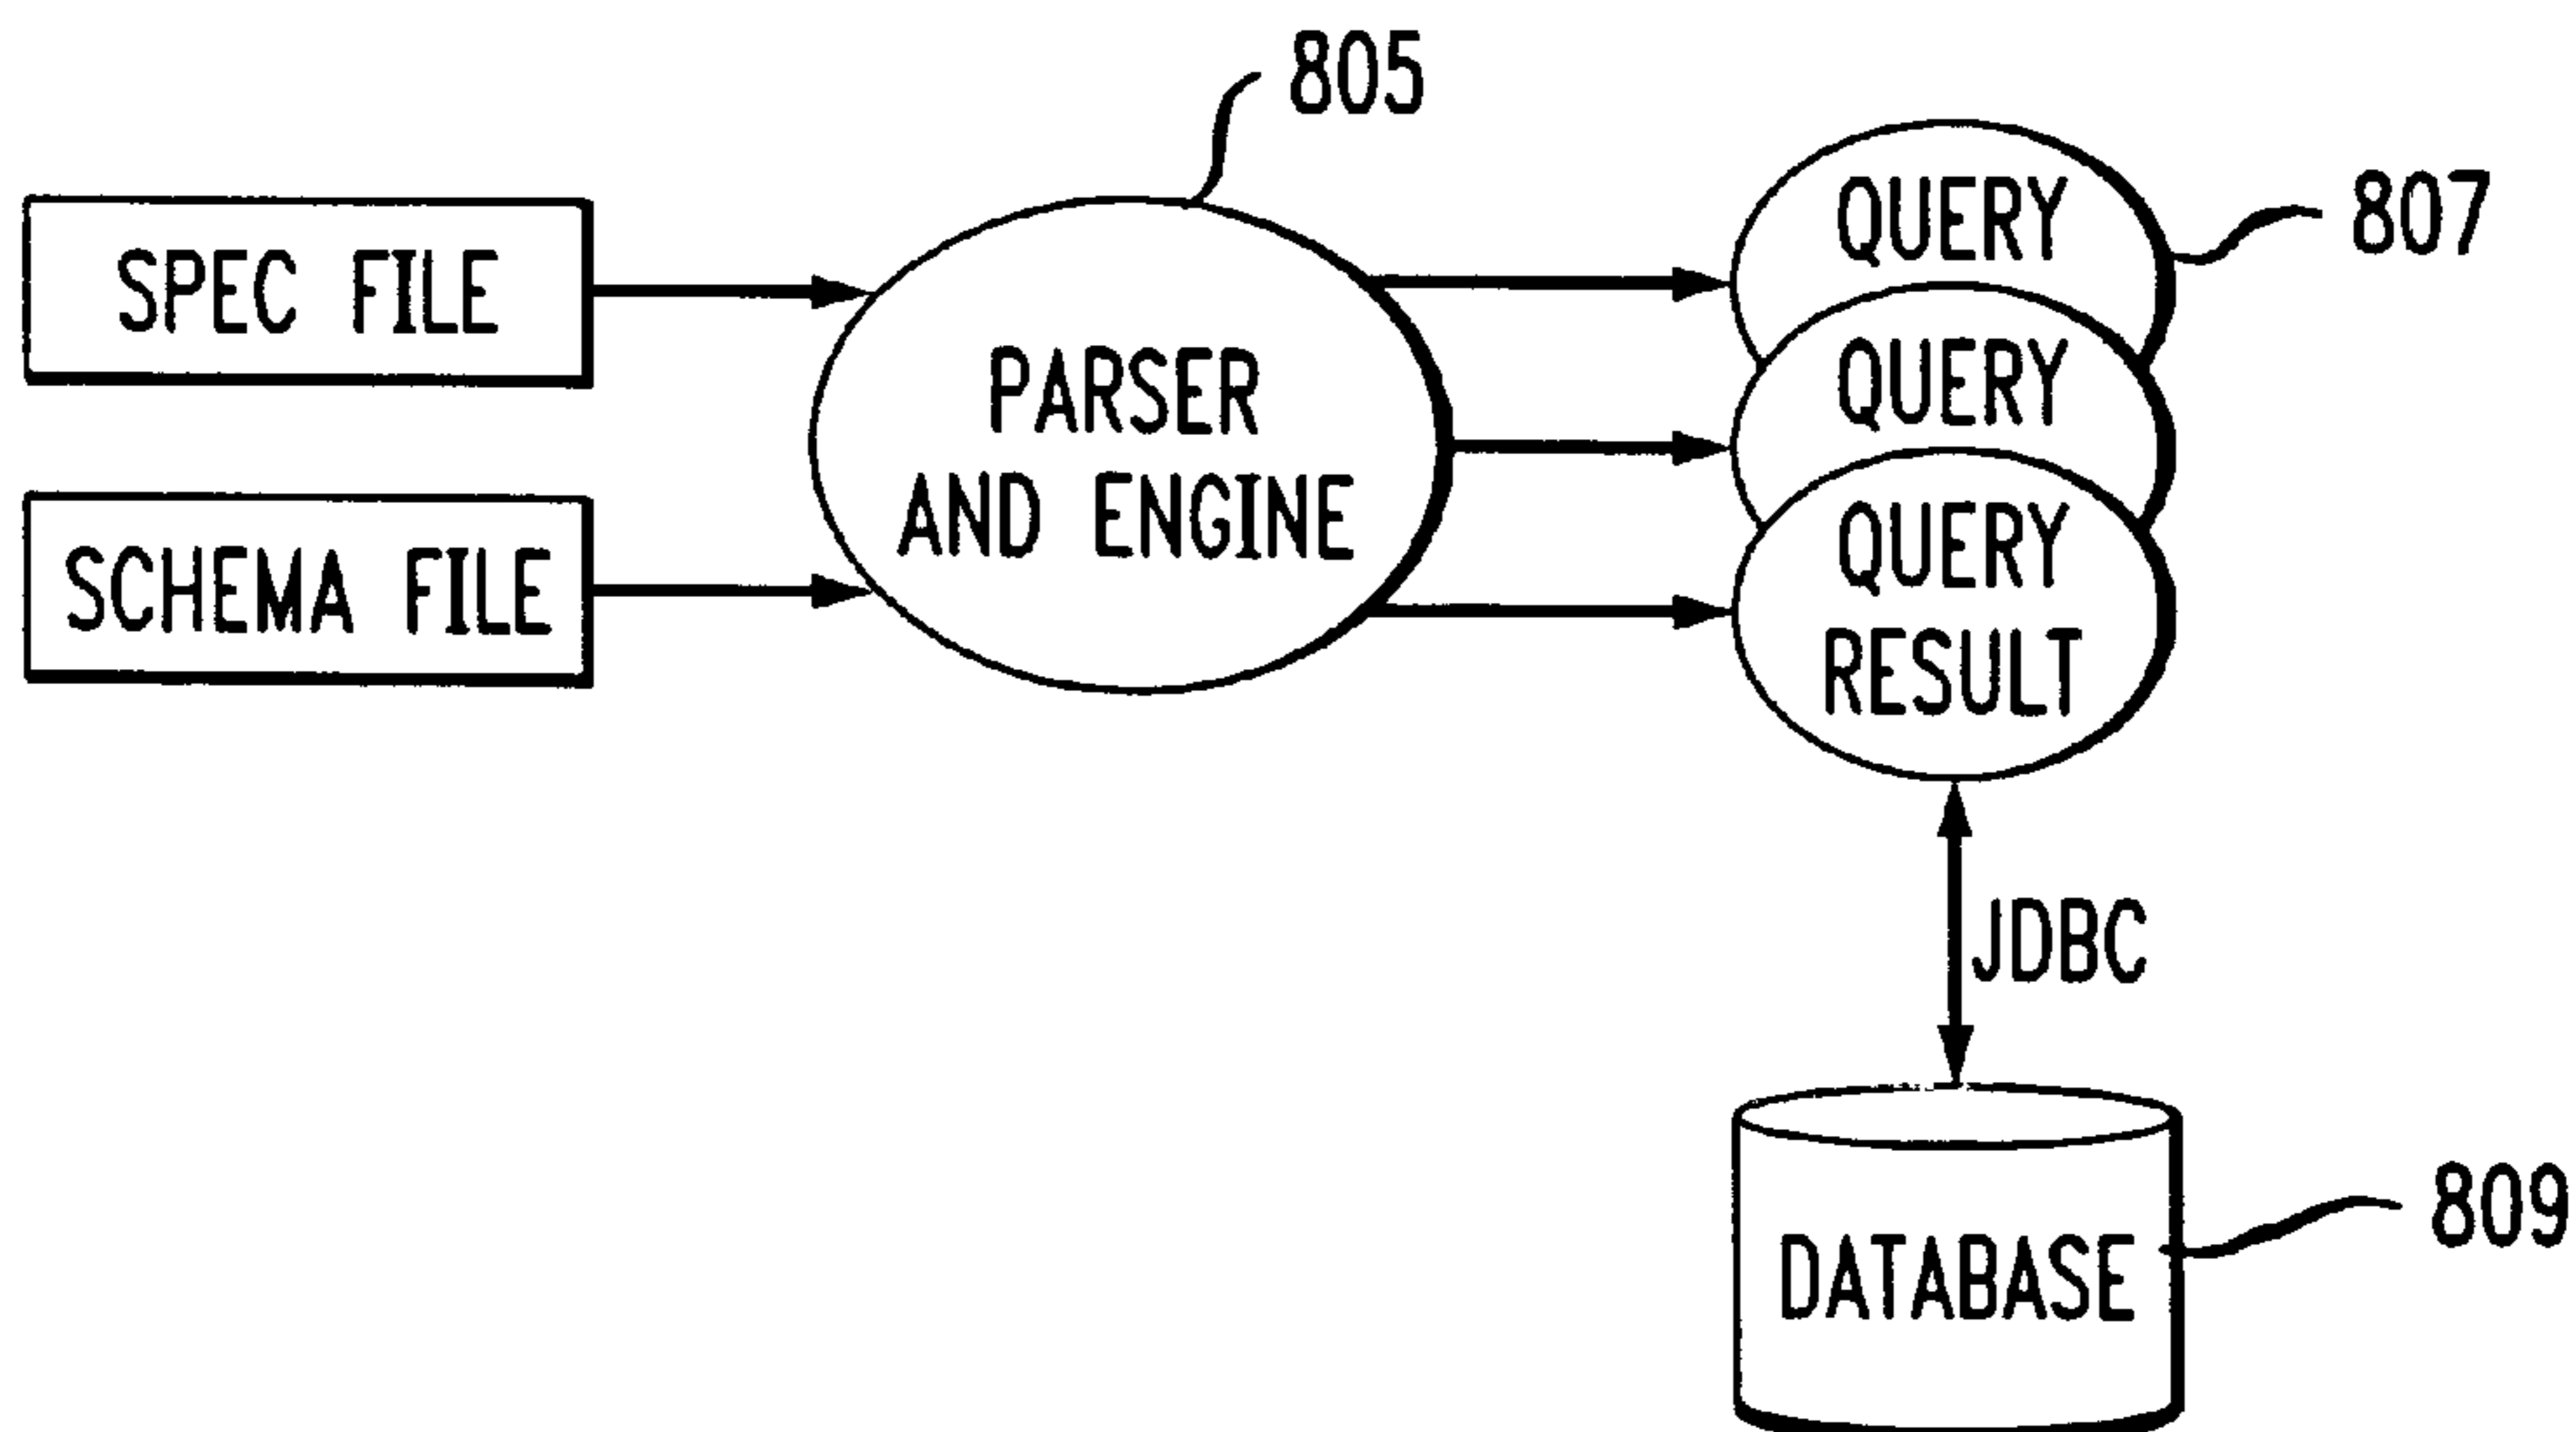 805
807
SPEC FILE
SCHEMA FILE
PARSER
AND ENGINE
QUERY
QUERY
QUERY
RESULT
JDBC
DATABASE
809